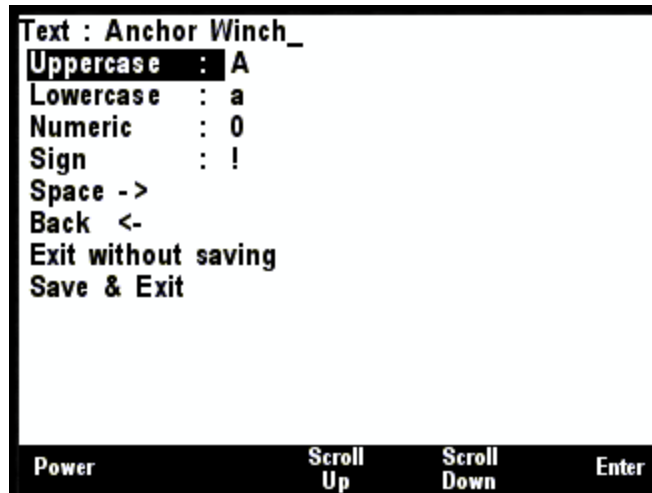 Text : Anchor Winch_
Uppercase : A
Lowercase : a
Numeric : 0
Sign : !
Space ->
Back <-
Exit without saving
Save & Exit
Power Scroll Up Scroll Down Enter